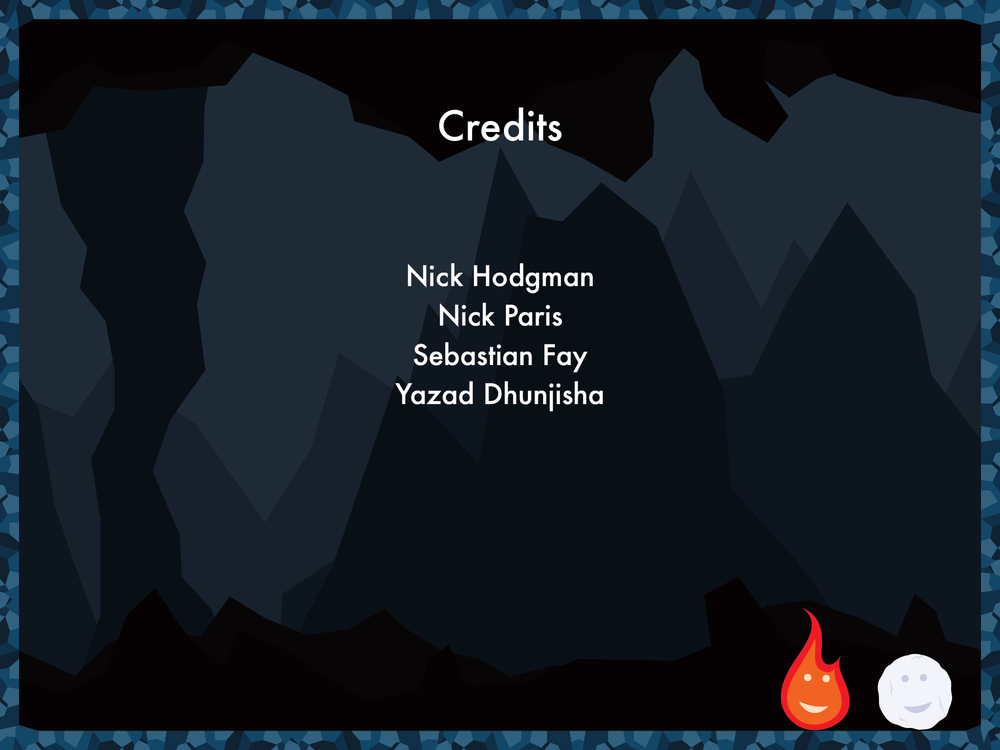 Credits
Nick Hodgman
Nick Paris
Sebastian Fay
Yazad Dhunjisha